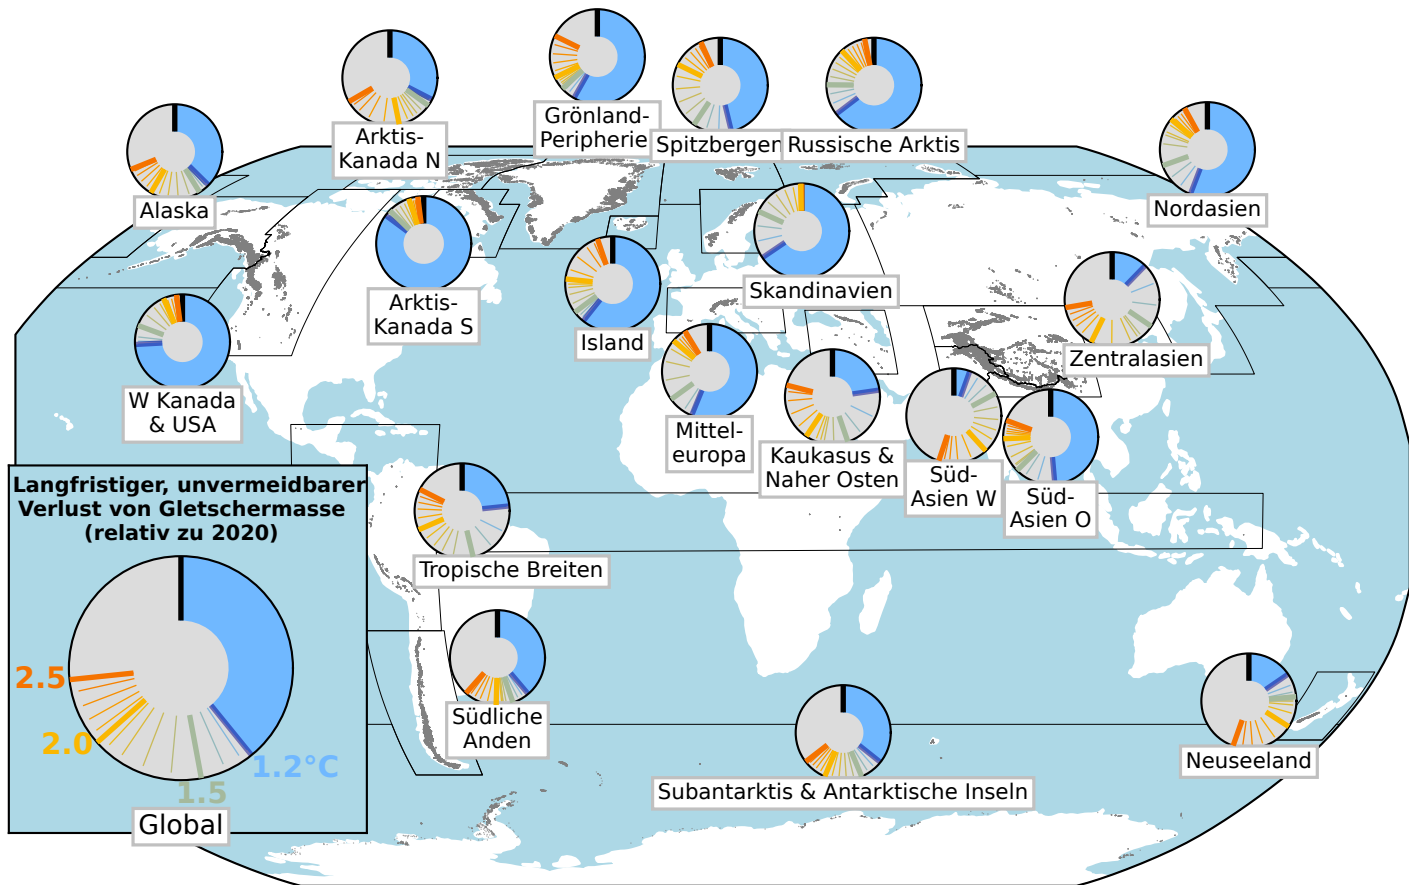 Arktis-
Kanada N
Grönland-
Peripherie
Spitzbergen
Russische Arktis
Alaska
Nordasien
Arktis-
Kanada S
Skandinavien
Island
Zentralasien
W Kanada
& USA
Mittel-
europa
Kaukasus &
Naher Osten
Süd-
Asien W
Süd-
Asien O
Langfristiger, unvermeidbarer
Verlust von Gletschermasse
(relativ zu 2020)
2.5
2.0
1.5
1.2°C
Global
Tropische Breiten
Südliche
Anden
Subantarktis & Antarktische Inseln
Neuseeland